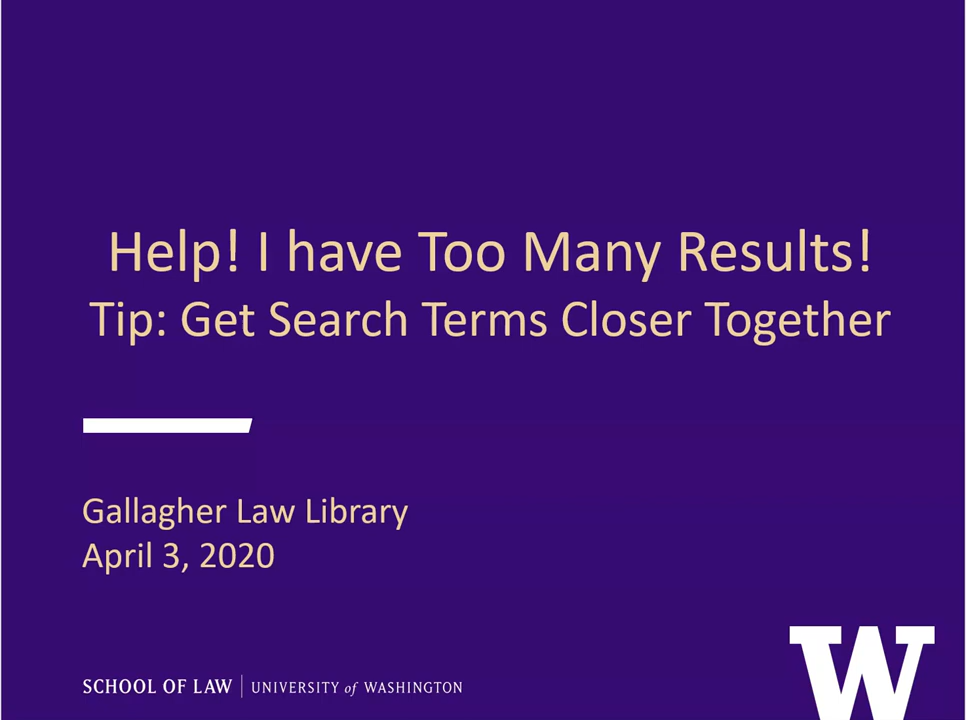 Help! I have Too Many Results!
Tip: Get Search Terms Closer Together
Gallagher Law Library
April 3, 2020
SCHOOL OF LAW | UNIVERSITY of WASHINGTON
W